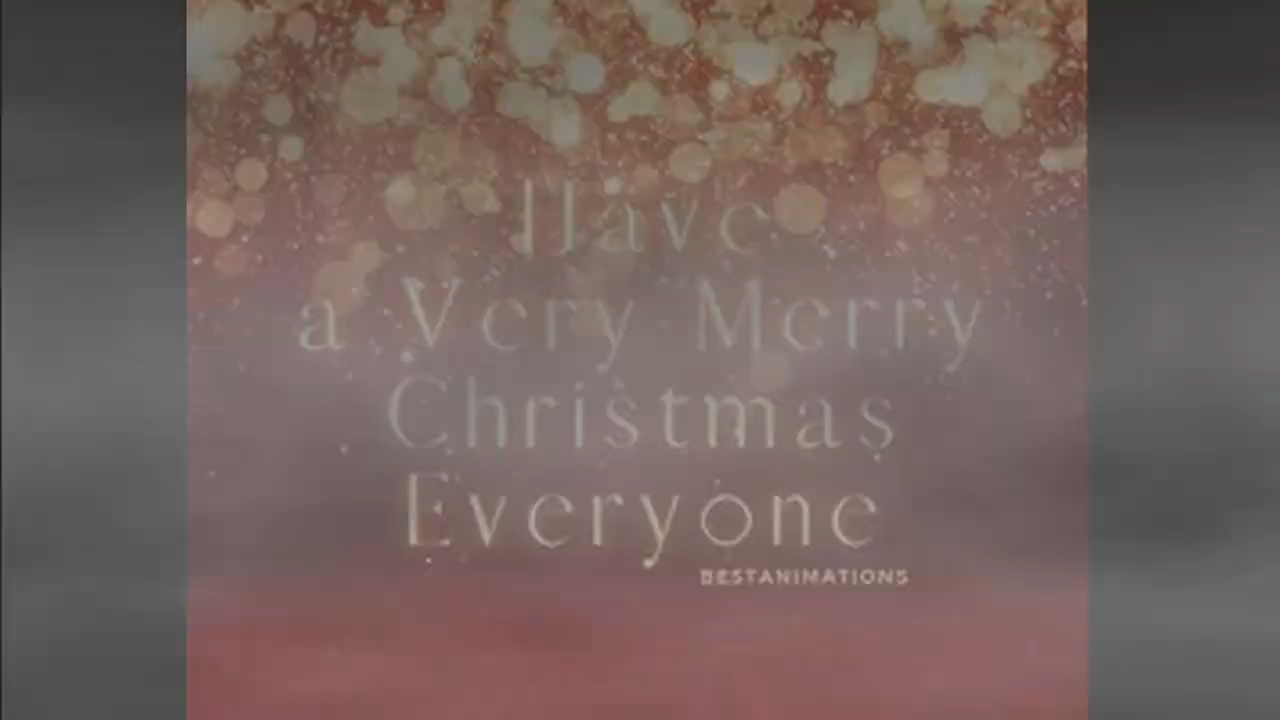 Have
a Very Merry
Christmas
Everyone
BESTANIMATIONS